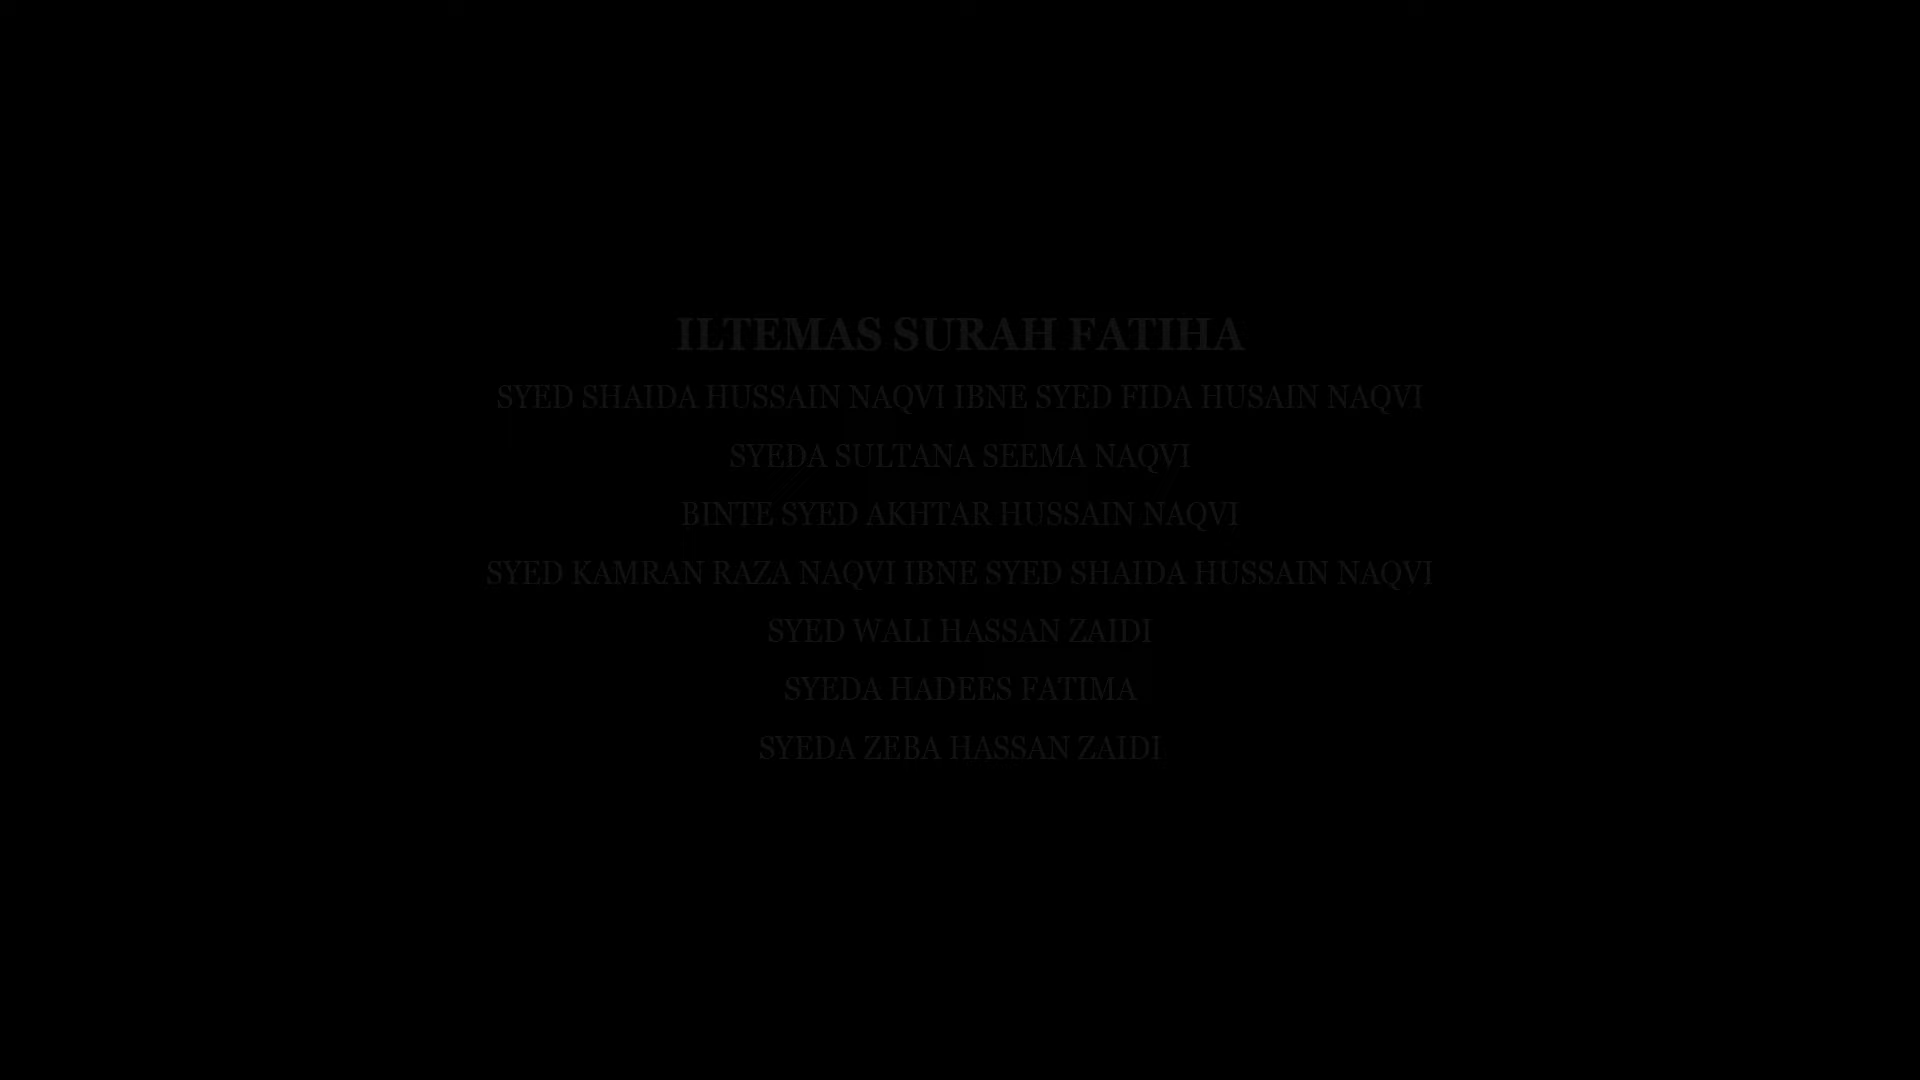 ILTEMAS SURAH FATIHA
SYED SHAIDA HUSSAIN NAQVI IBNE SYED FIDA HUSAIN NAQVI
SYEDA SULTANA SEEMA NAQVI
BINTE SYED AKHTAR HUSSAIN NAQVI
SYED KAMRAN RAZA NAQVI IBNE SYED SHAIDA HUSSAIN NAQVI
SYED WALI HASSAN ZAIDI
SYEDA HADEES FATIMA
SYEDA ZEBA HASSAN ZAIDI